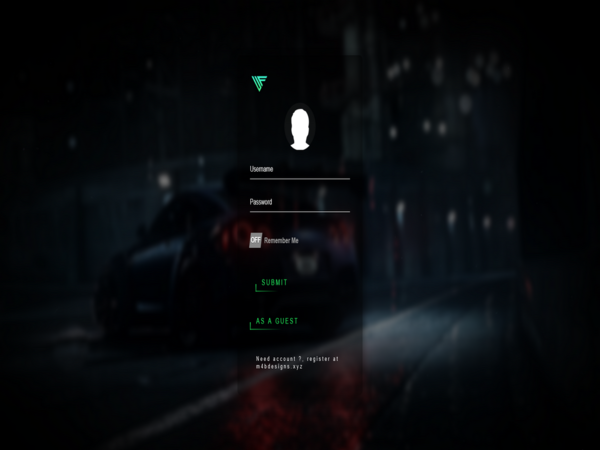 Username
Password
OFF Remember Me
SUBMIT
AS A GUEST
Need account ?, register at
m4bdesigns.xyz